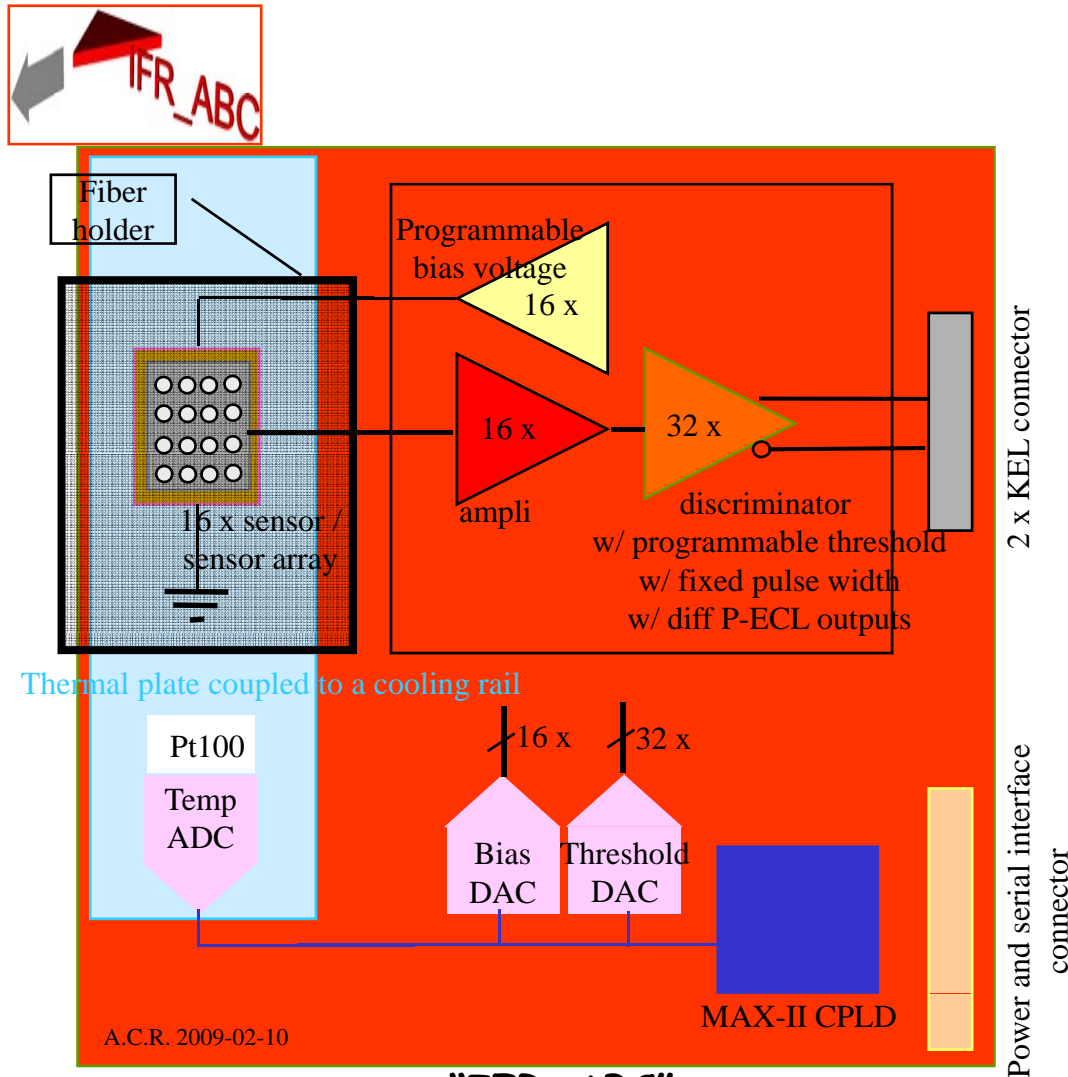 IFR_ABC
Fiber
holder
Programmable
bias voltage
16 x
16 x
ampli
32 x
discriminator
w/ programmable threshold
w/ fixed pulse width
w/ diff P-ECL outputs
2 x KEL connector
16 x sensor /
sensor array
Thermal plate coupled to a cooling rail
Pt100
Temp
ADC
16 x
32 x
Bias
DAC
Threshold
DAC
MAX-II CPLD
Power and serial interface
connector
A.C.R. 2009-02-10